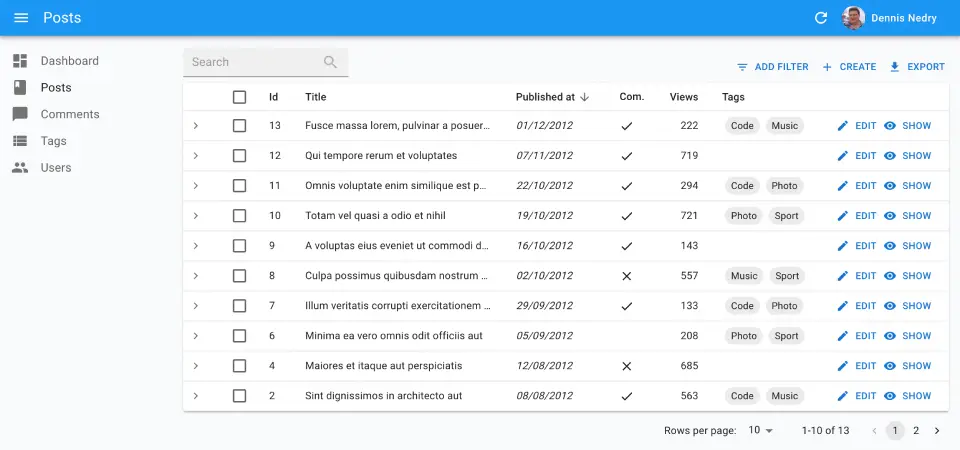 Posts Dennis Nedry
Dashboard
Posts
Comments
Tags
Users
Search ADD FILTER CREATE EXPORT
Id Title Published at Com. Views Tags
13 Fusce massa lorem, pulvinar a posuer... 01/12/2012 222 Code Music EDIT SHOW
12 Qui tempore rerum et voluptates 07/11/2012 719 EDIT SHOW
11 Omnis voluptate enim similique est p... 22/10/2012 294 Code Photo EDIT SHOW
10 Totam vel quasi a odio et nihil 19/10/2012 721 Photo Sport EDIT SHOW
9 A voluptas eius eveniet ut commodi d... 16/10/2012 143 EDIT SHOW
8 Culpa possimus quibusdam nostrum ... 02/10/2012 557 Music Sport EDIT SHOW
7 Illum veritatis corrupti exercitationem ... 29/09/2012 133 Code Photo EDIT SHOW
6 Minima ea vero omnis odit officiis aut 05/09/2012 208 Photo Sport EDIT SHOW
4 Maiores et itaque aut perspiciatis 12/08/2012 685 EDIT SHOW
2 Sint dignissimos in architecto aut 08/08/2012 563 Code Music EDIT SHOW
Rows per page: 10 1-10 of 13 1 2